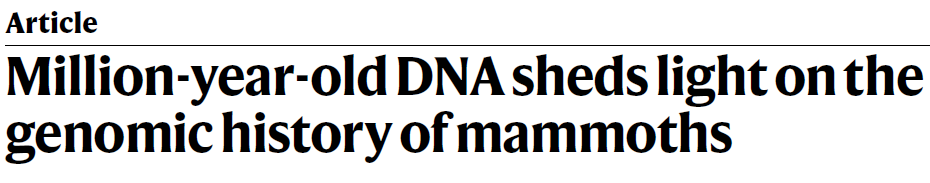 Article
Million-year-old DNA sheds light on the
genomic history of mammoths